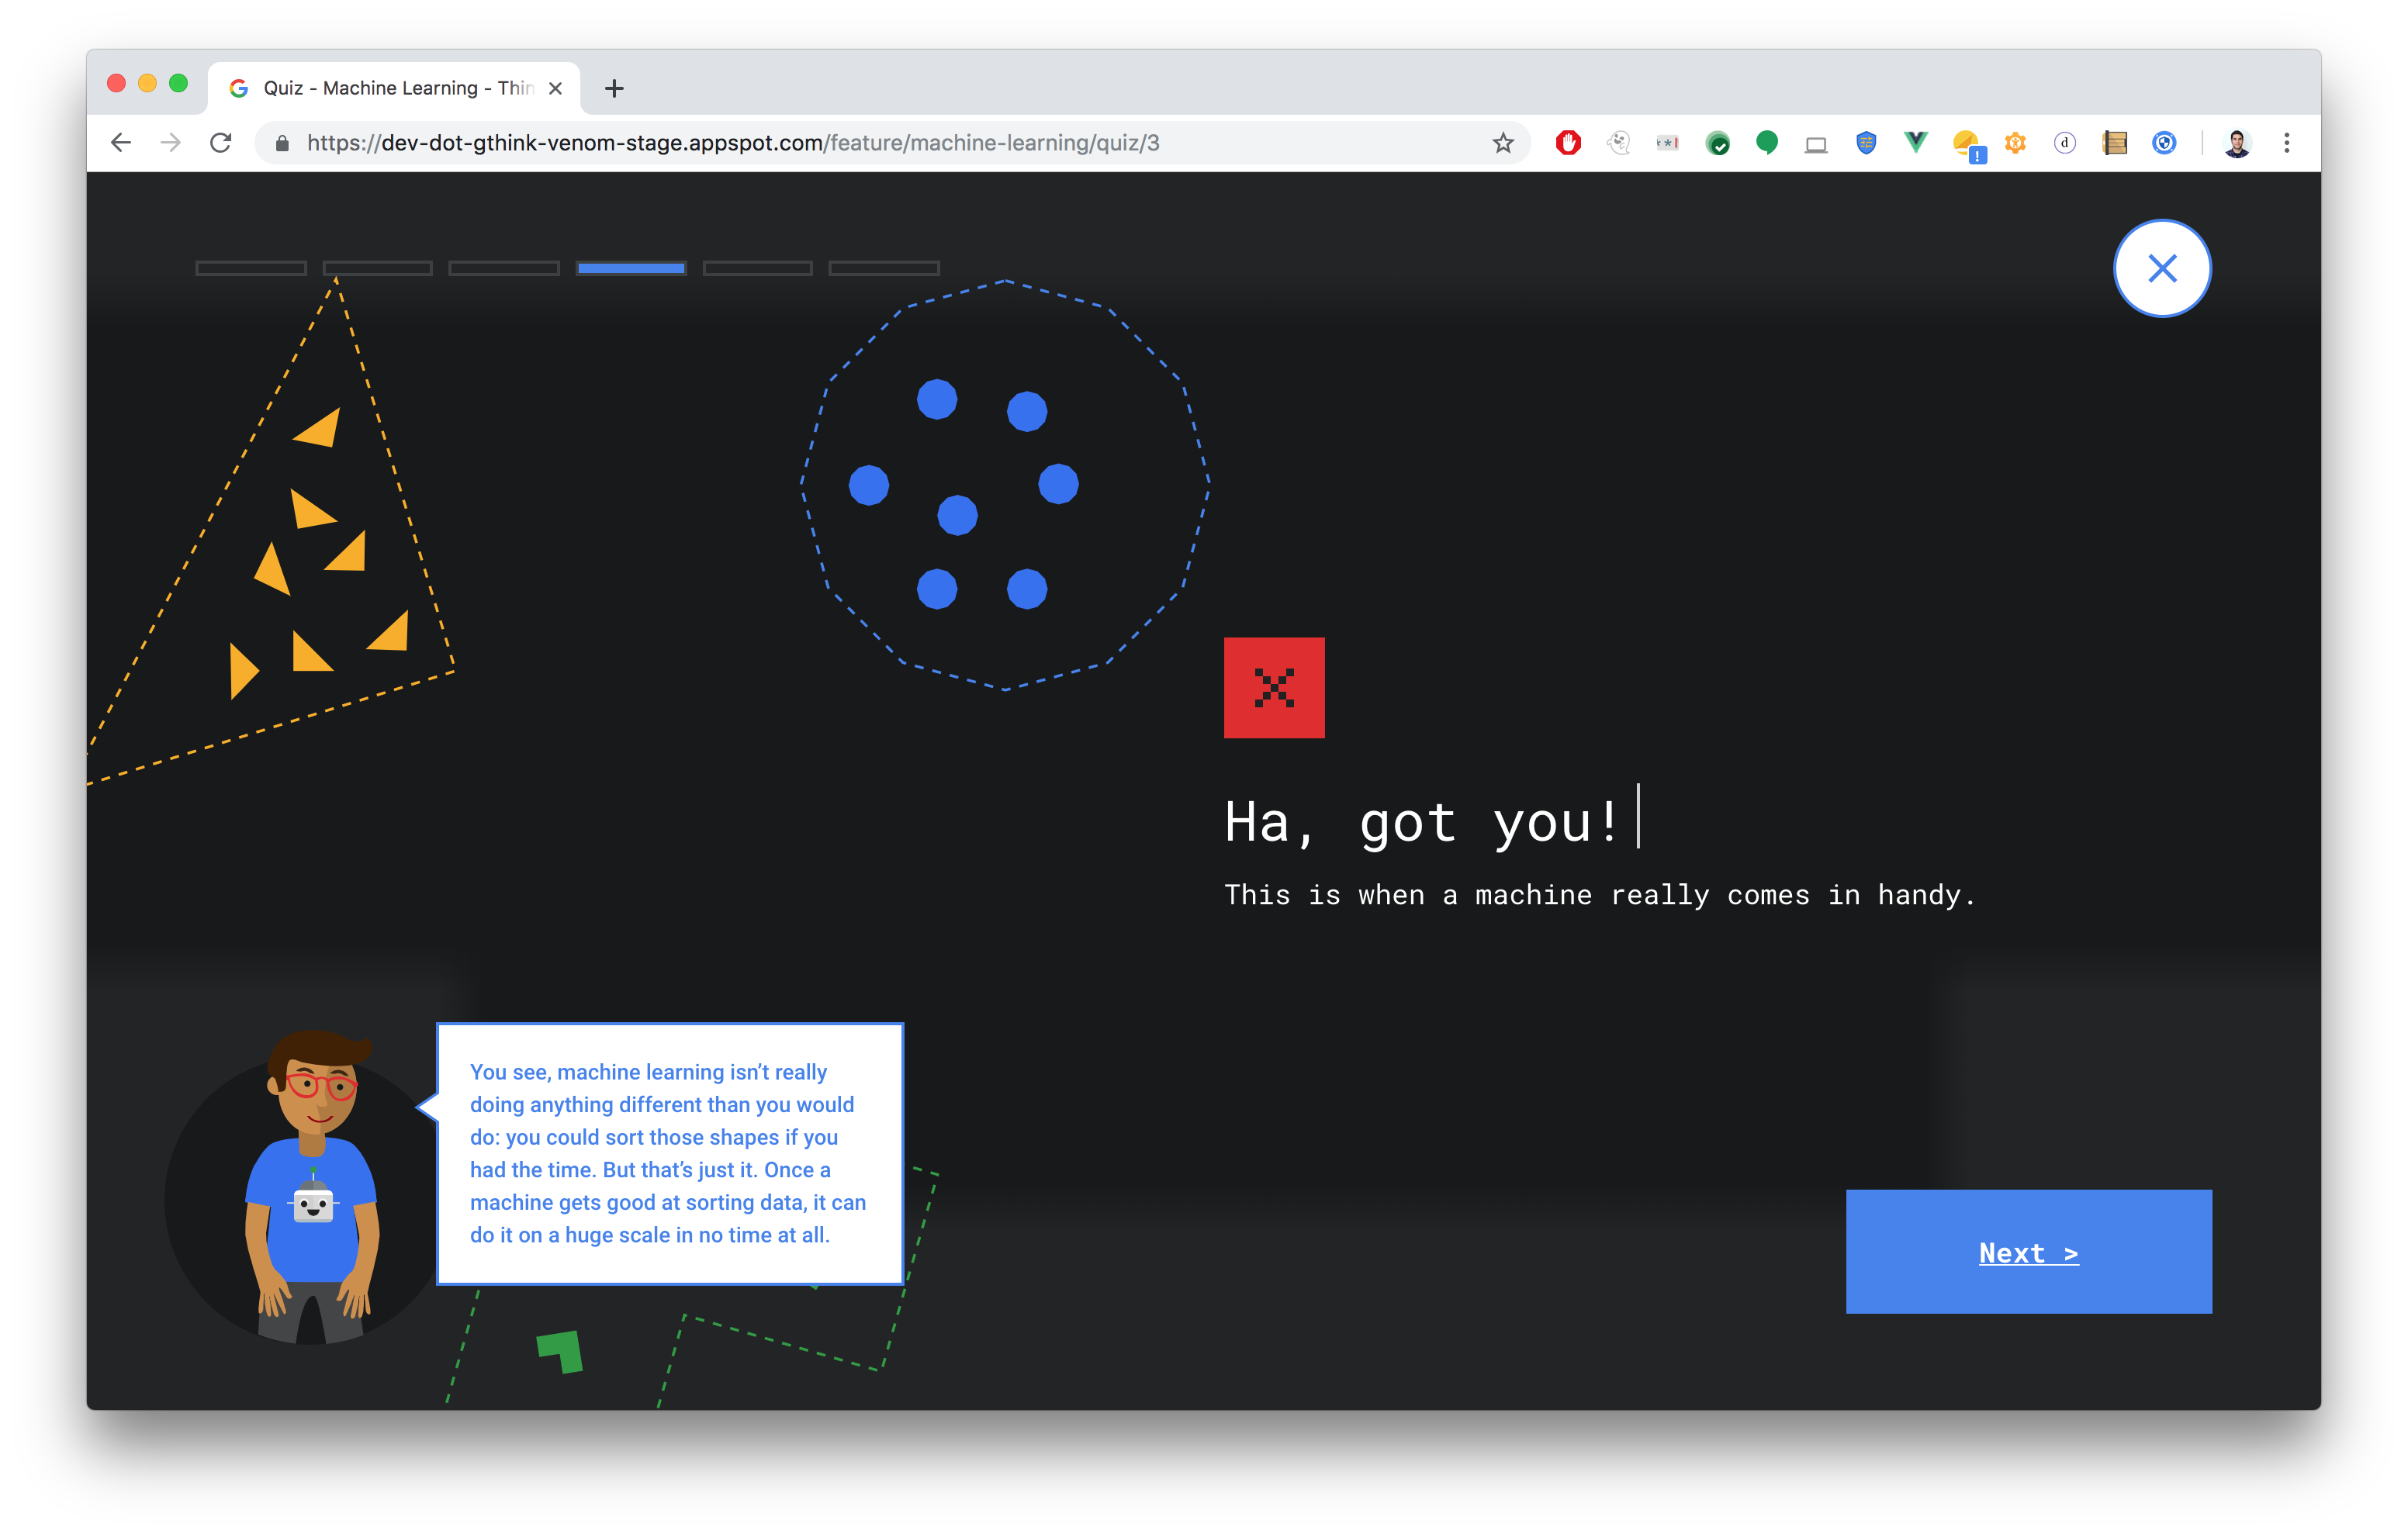 Quiz - Machine Learning - Thin
https://dev-dot-gthink-venom-stage.appspot.com/feature/machine-learning/quiz/3
Ha, got you!
This is when a machine really comes in handy.
You see, machine learning isn’t really
doing anything different than you would
do: you could sort those shapes if you
had the time. But that’s just it. Once a
machine gets good at sorting data, it can
do it on a huge scale in no time at all.
Next >